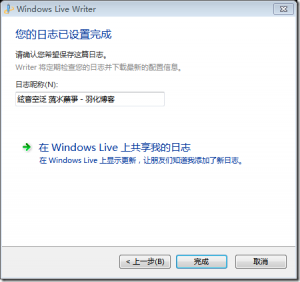 Windows Live Writer
您的日志已设置完成
请确认您希望保存这篇日志。
Writer 将定期检查您的日志并下载最新的配置信息。
日志昵称(N):
弦音空泛 流水慕筝 - 羽化博客
在 Windows Live 上共享我的日志
在 Windows Live 上显示更新，让朋友们知道我添加了新日志。
< 上一步(B)
完成
取消